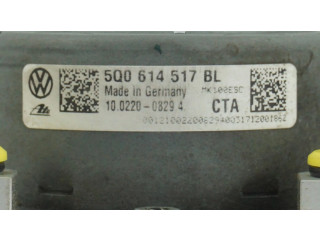 5Q0 614 517 BL
Made in Germany MK100ESC
10.0220-0829.4 CTA